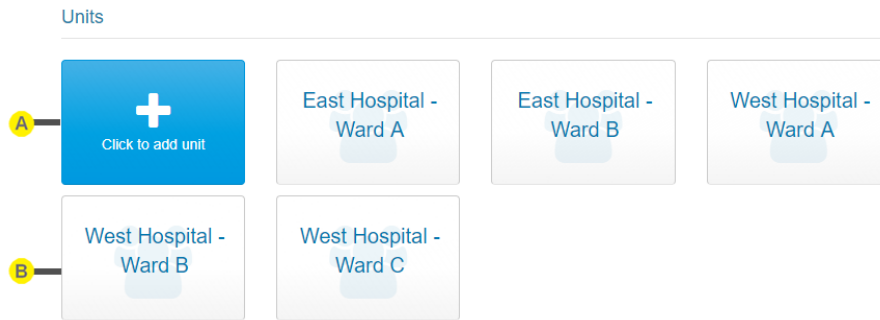 Units
A
Click to add unit
East Hospital -
Ward A
East Hospital -
Ward B
West Hospital -
Ward A
B
West Hospital -
Ward B
West Hospital -
Ward C